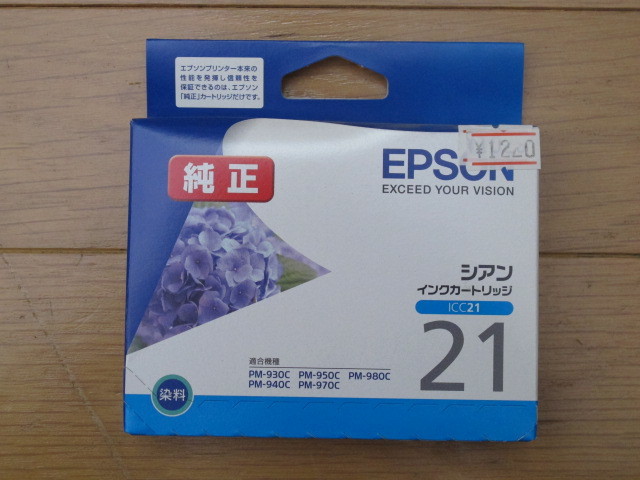 エプソンプリンター本来の
性能を発揮し信頼性を
保証できるのは、エプソン
「純正」カートリッジだけです。
純正
EPSON
¥1220
EXCEED YOUR VISION
シアン
インクカートリッジ
ICC21
21
適合機種
PM-930C PM-950C PM-980C
PM-940C PM-970C
染料